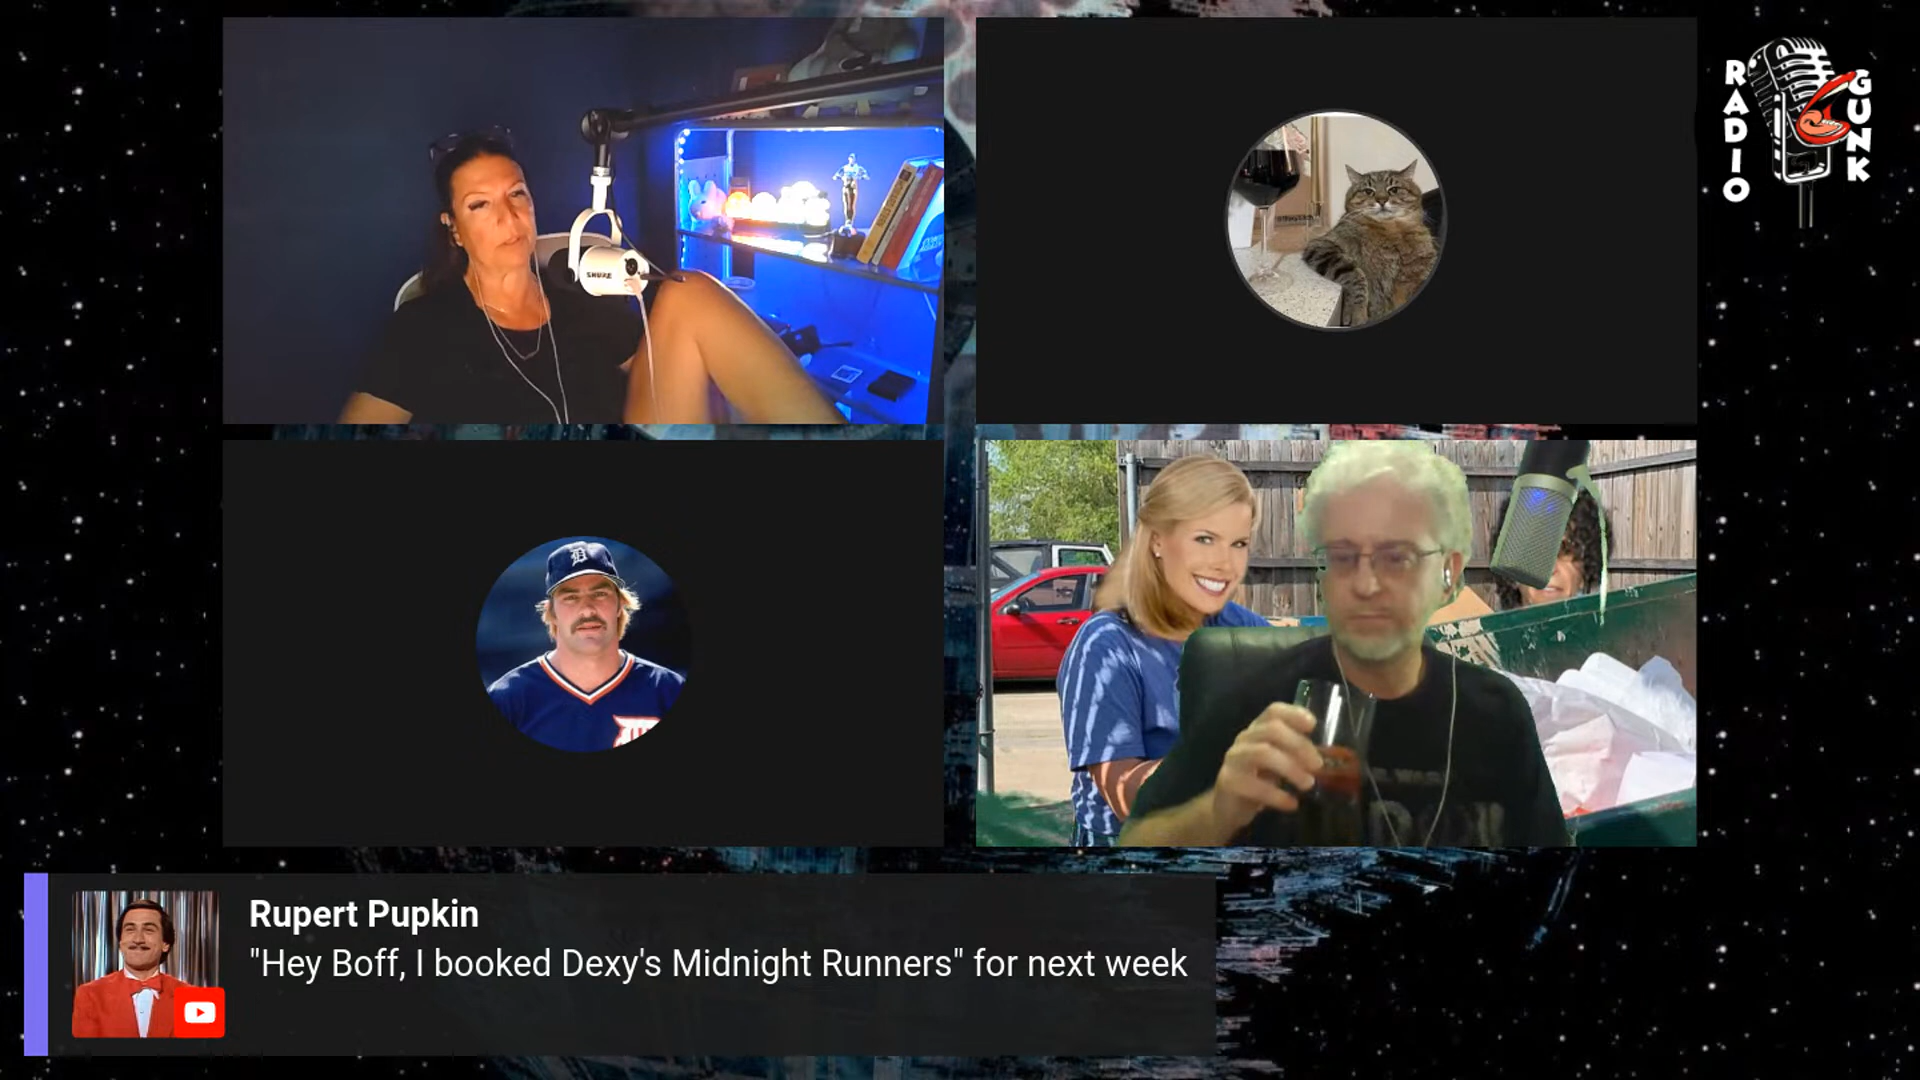 RADIO
GUNK
SHURE
Rupert Pupkin
"Hey Boff, I booked Dexy's Midnight Runners" for next week